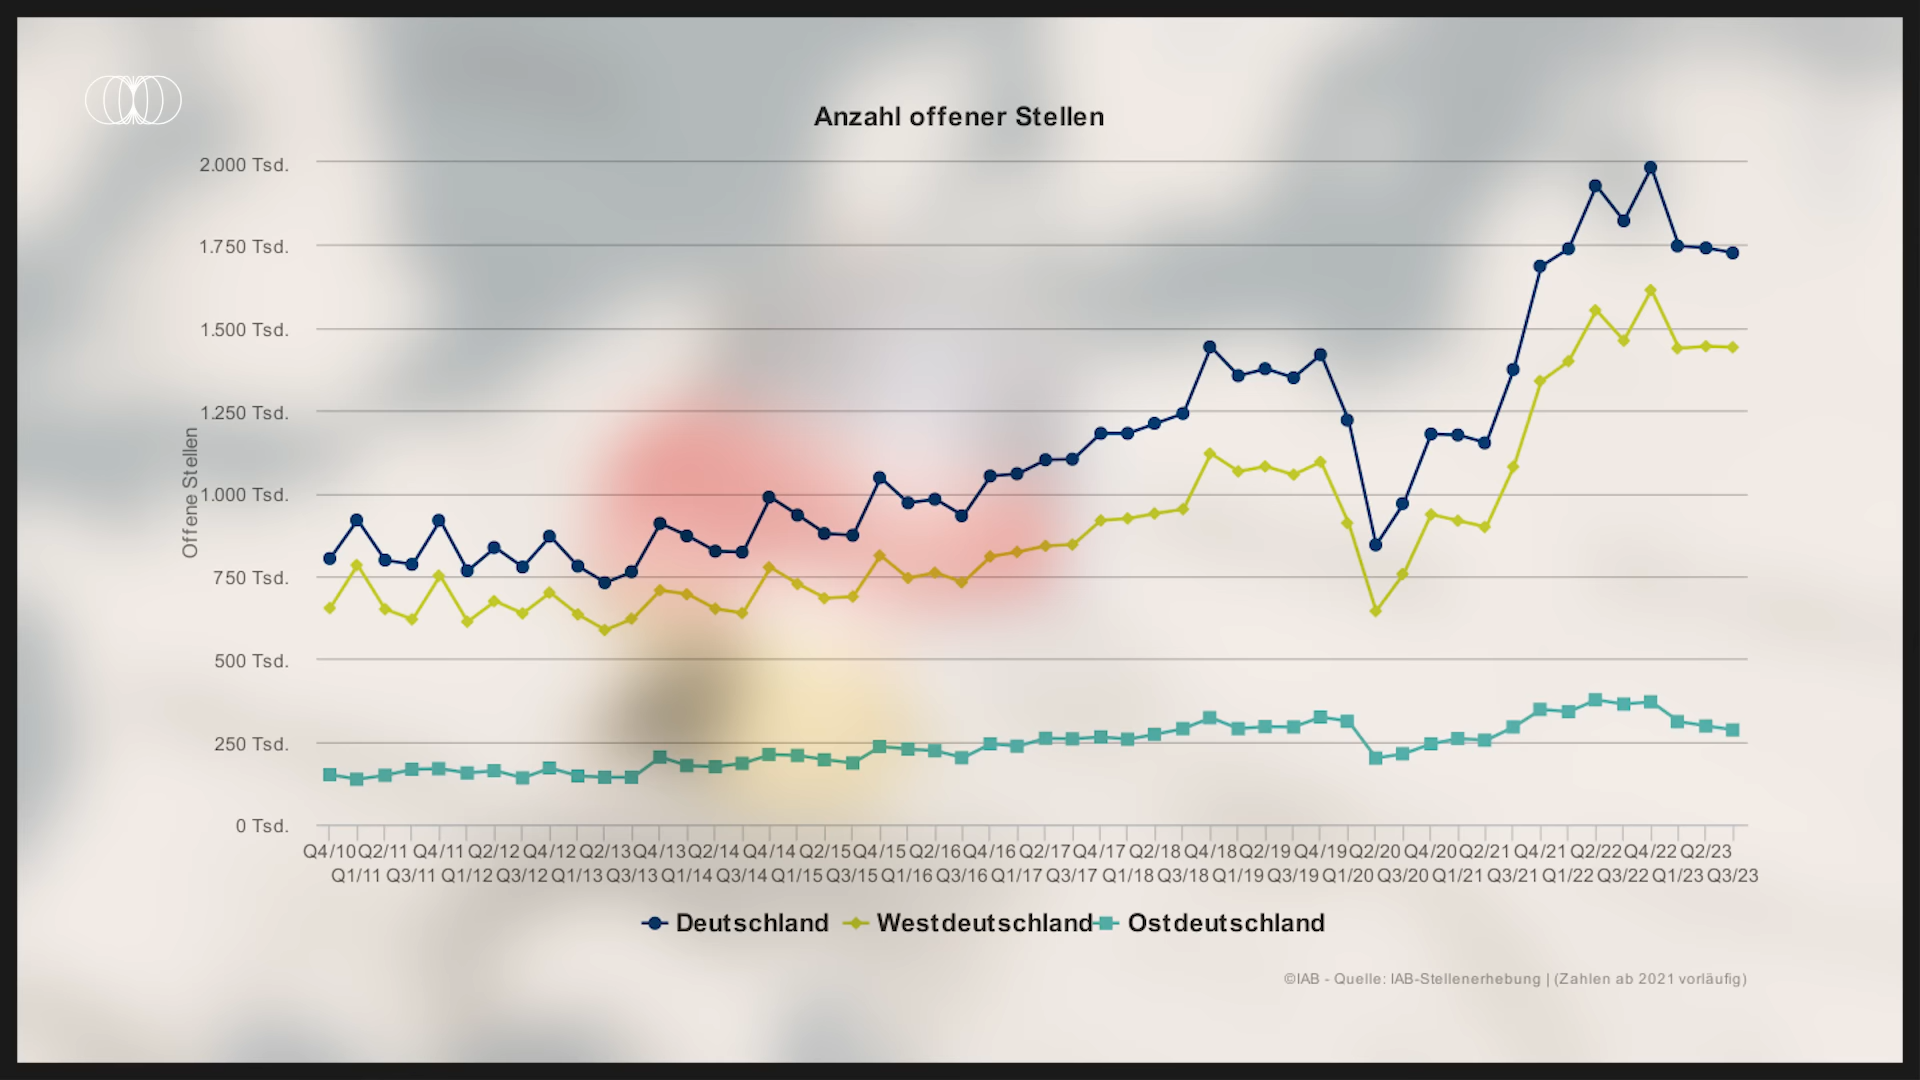 Anzahl offener Stellen
2.000 Tsd.
1.750 Tsd.
1.500 Tsd.
1.250 Tsd.
1.000 Tsd.
750 Tsd.
500 Tsd.
250 Tsd.
0 Tsd.
Offene Stellen
Q4/10 Q2/11 Q4/11 Q2/12 Q4/12 Q2/13 Q4/13 Q2/14 Q4/14 Q2/15 Q4/15 Q2/16 Q4/16 Q2/17 Q4/17 Q2/18 Q4/18 Q2/19 Q4/19 Q2/20 Q4/20 Q2/21 Q4/21 Q2/22 Q4/22 Q2/23
Q1/11 Q3/11 Q1/12 Q3/12 Q1/13 Q3/13 Q1/14 Q3/14 Q1/15 Q3/15 Q1/16 Q3/16 Q1/17 Q3/17 Q1/18 Q3/18 Q1/19 Q3/19 Q1/20 Q3/20 Q1/21 Q3/21 Q1/22 Q3/22 Q1/23 Q3/23
Deutschland Westdeutschland Ostdeutschland
©IAB - Quelle: IAB-Stellenerhebung | (Zahlen ab 2021 vorläufig)